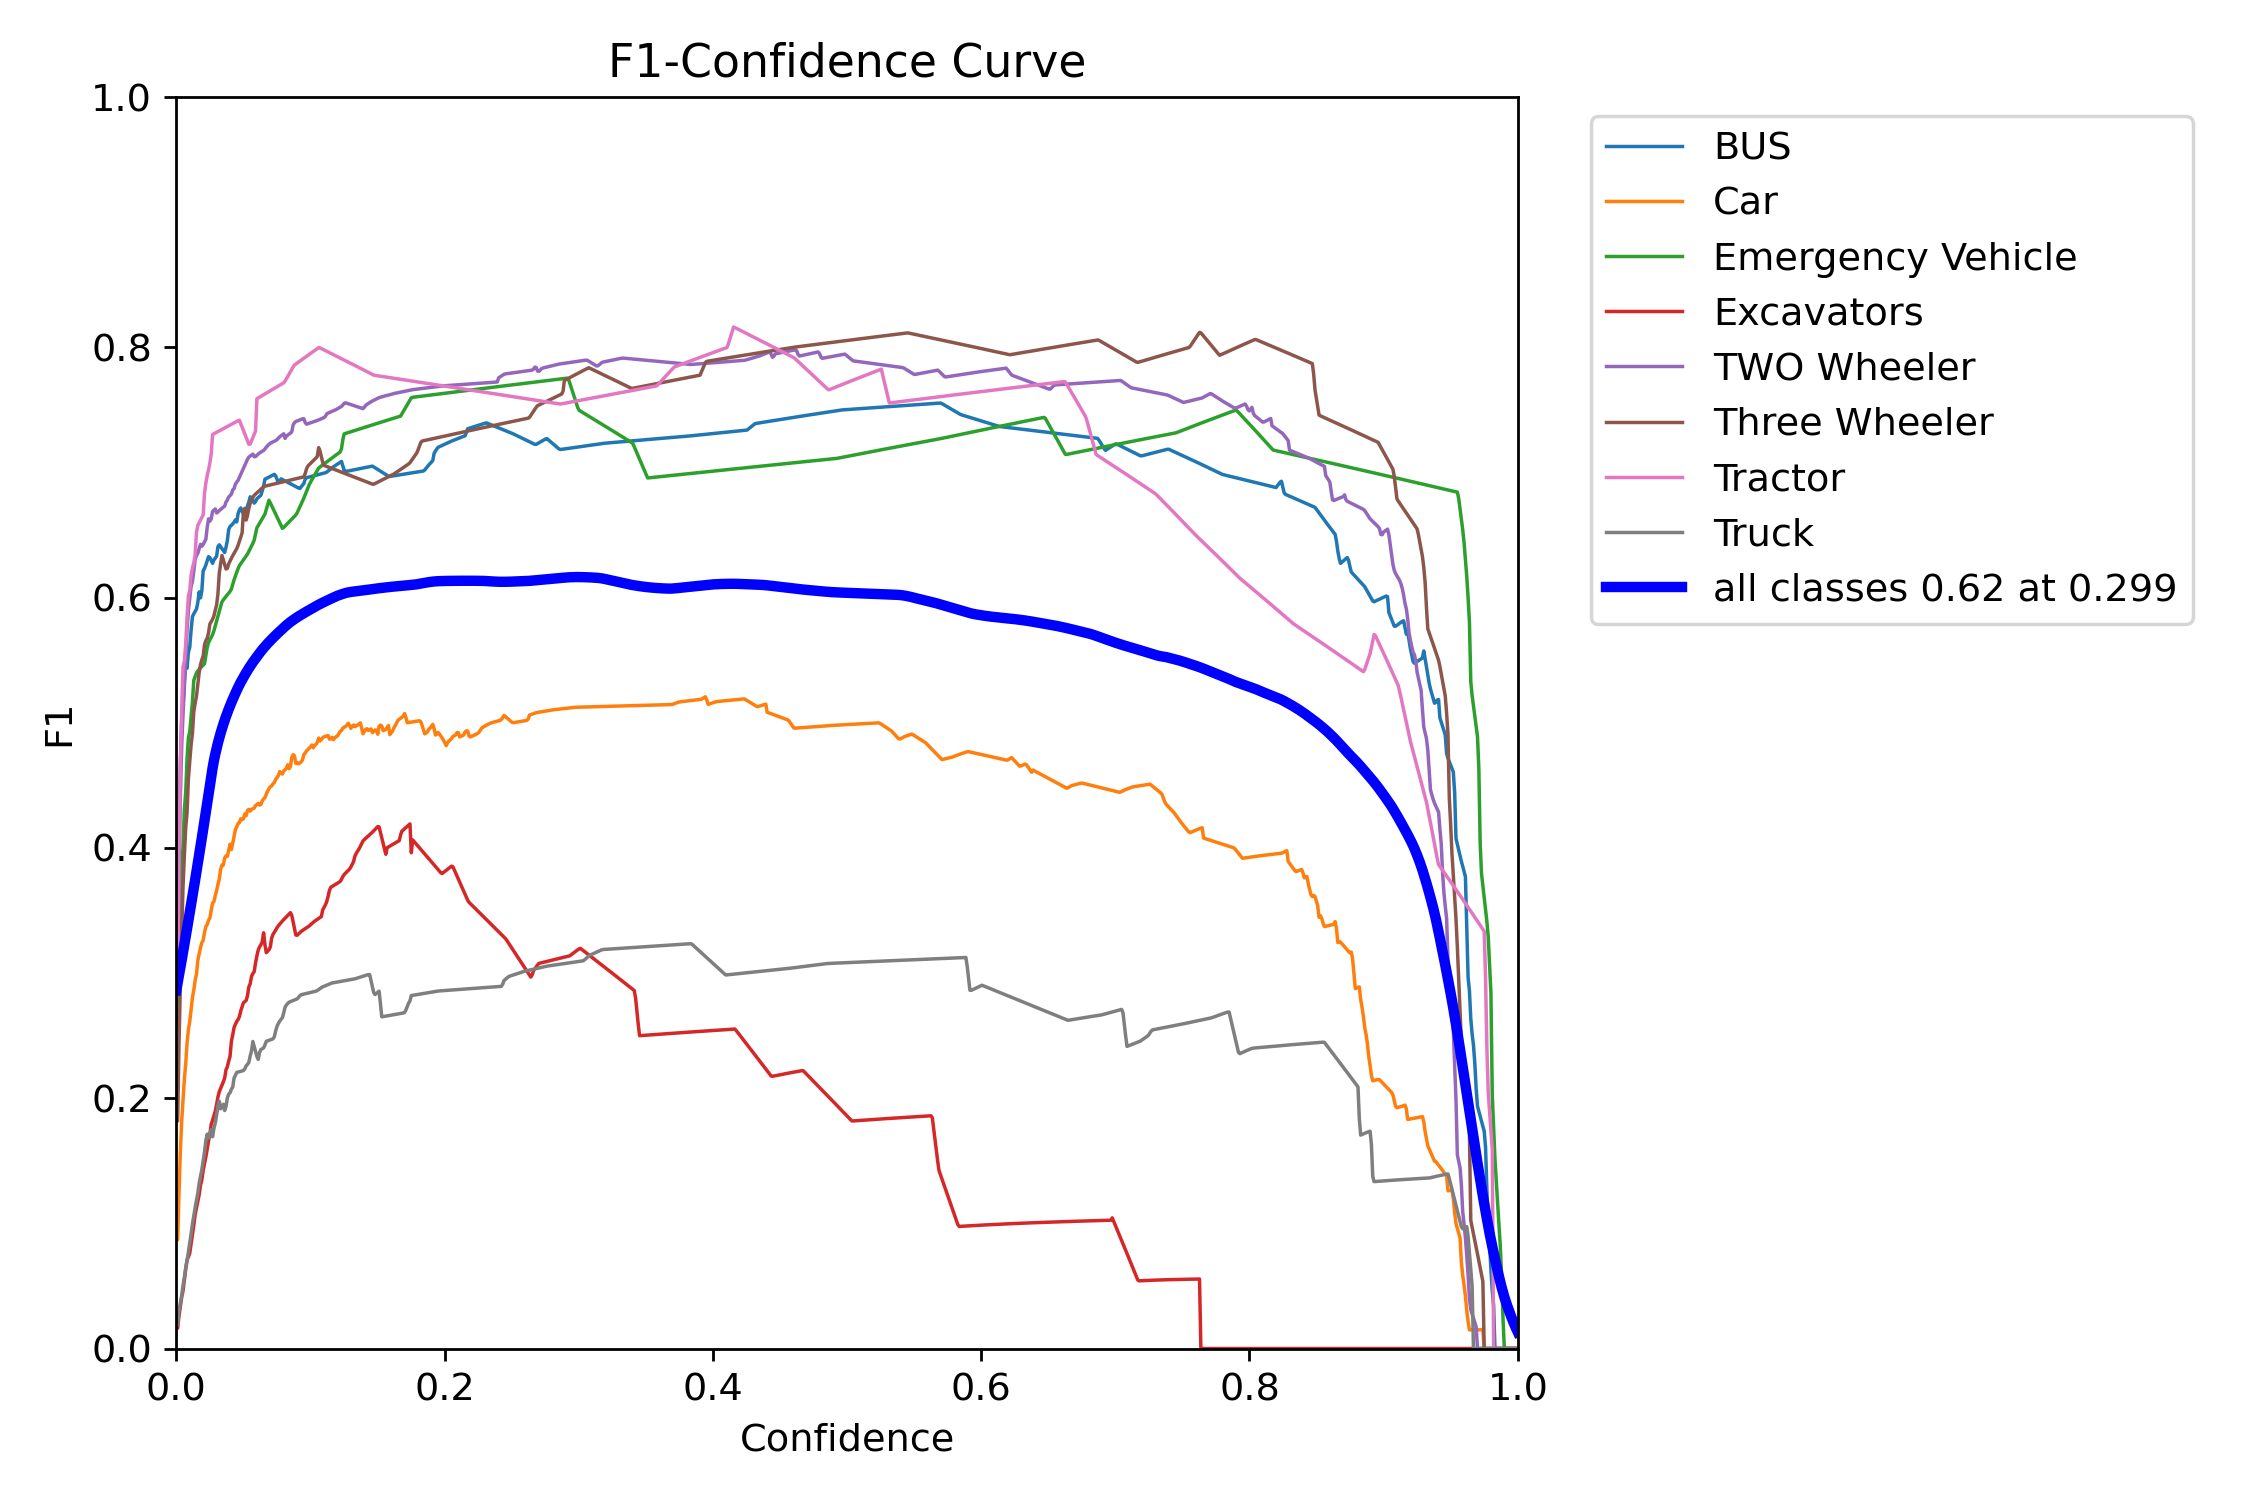 F1-Confidence Curve
1.0
0.8
0.6
0.4
0.2
0.0
F1
0.0 0.2 0.4 0.6 0.8 1.0
Confidence
BUS
Car
Emergency Vehicle
Excavators
TWO Wheeler
Three Wheeler
Tractor
Truck
all classes 0.62 at 0.299